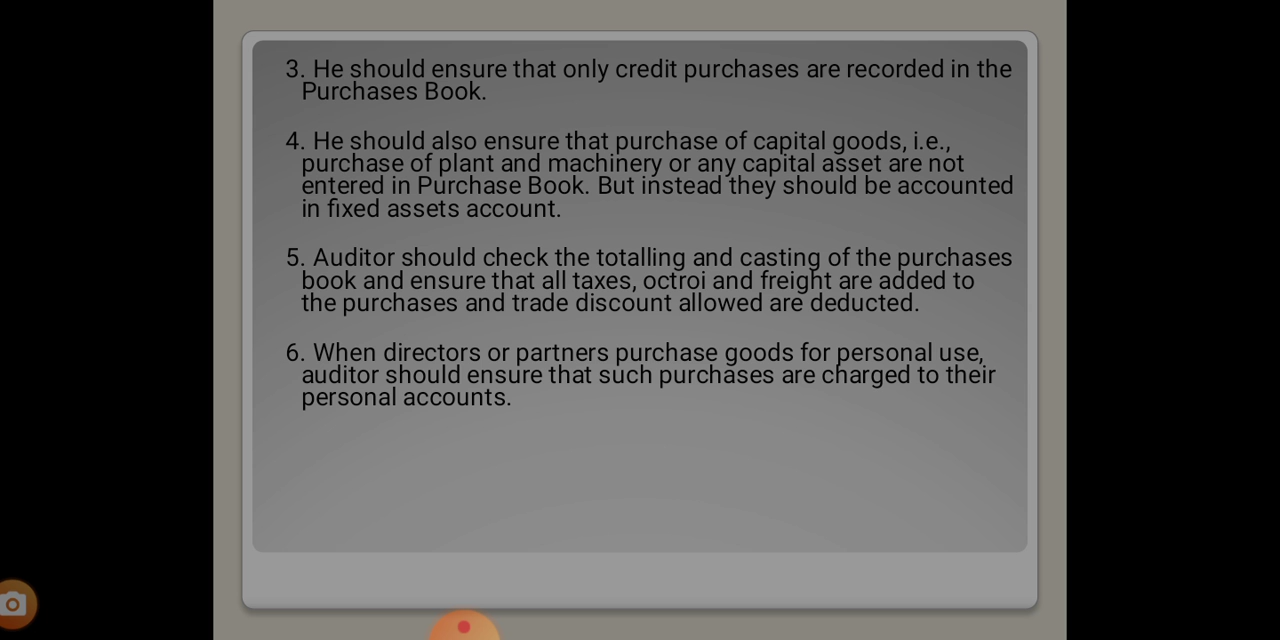 3. He should ensure that only credit purchases are recorded in the
Purchases Book.
4. He should also ensure that purchase of capital goods, i.e.,
purchase of plant and machinery or any capital asset are not
entered in Purchase Book. But instead they should be accounted
in fixed assets account.
5. Auditor should check the totalling and casting of the purchases
book and ensure that all taxes, octroi and freight are added to
the purchases and trade discount allowed are deducted.
6. When directors or partners purchase goods for personal use,
auditor should ensure that such purchases are charged to their
personal accounts.